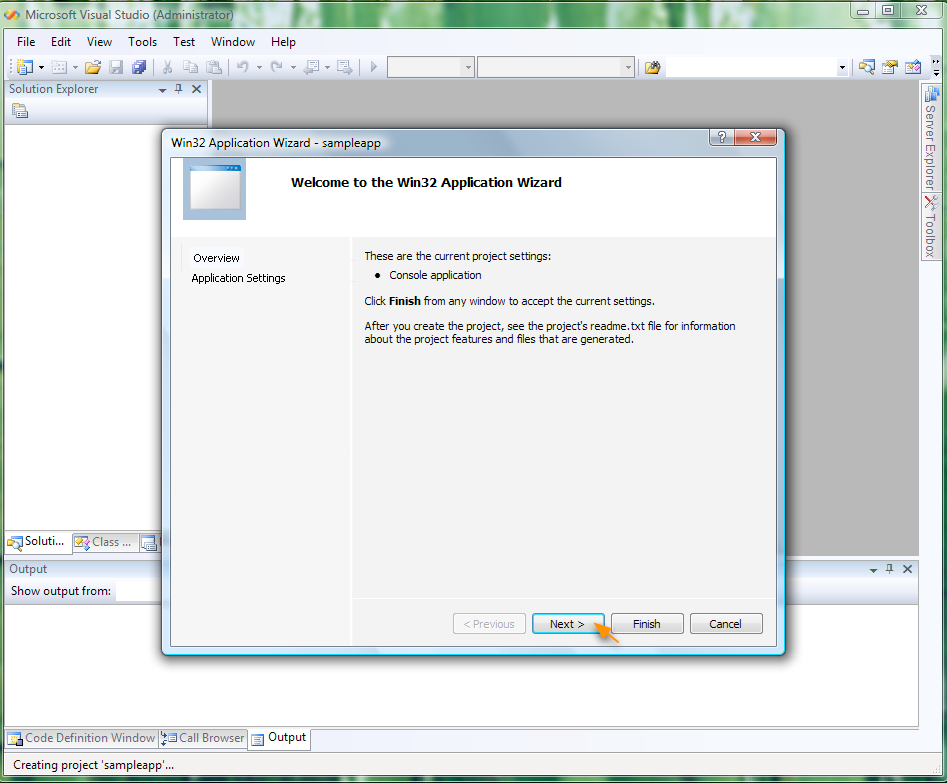 Microsoft Visual Studio (Administrator)
File Edit View Tools Test Window Help
Solution Explorer
Server Explorer
Toolbox
Win32 Application Wizard - sampleapp
?
Welcome to the Win32 Application Wizard
Overview
Application Settings
These are the current project settings:
• Console application
Click Finish from any window to accept the current settings.
After you create the project, see the project's readme.txt file for information
about the project features and files that are generated.
< Previous Next > Finish Cancel
Soluti... Class ...
Output
Show output from:
Code Definition Window Call Browser Output
Creating project 'sampleapp'...